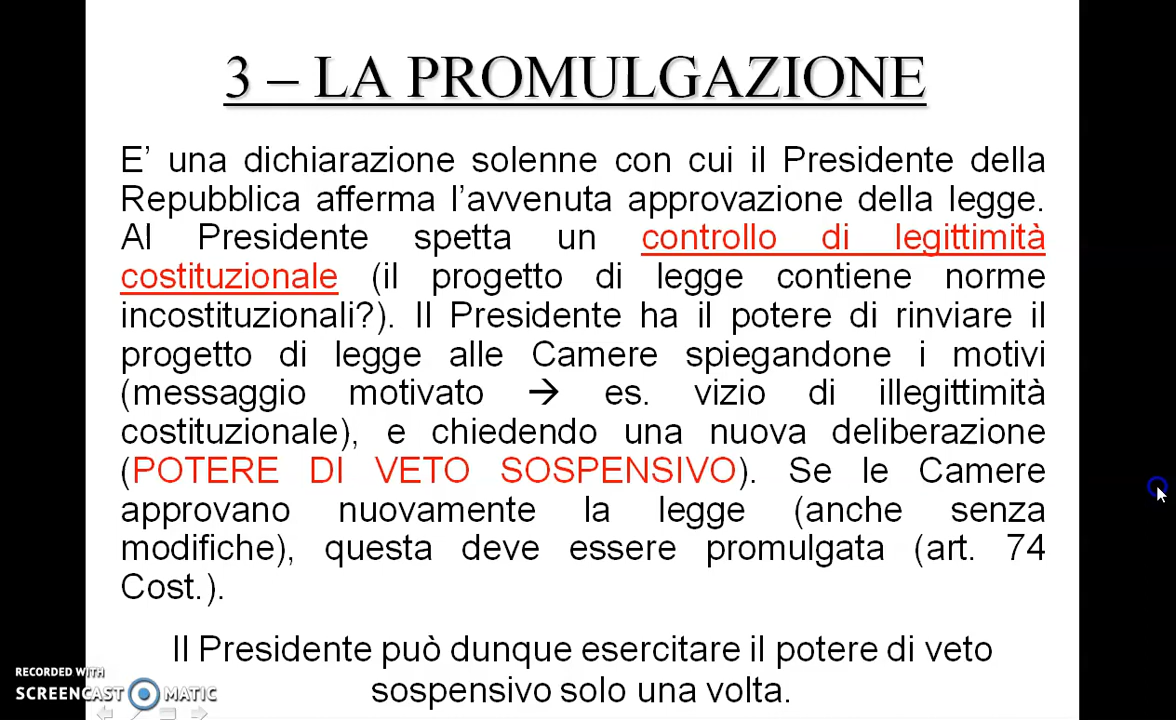 3 – LA PROMULGAZIONE
E’ una dichiarazione solenne con cui il Presidente della
Repubblica afferma l’avvenuta approvazione della legge.
Al Presidente spetta un controllo di legittimità
costituzionale (il progetto di legge contiene norme
incostituzionali?). Il Presidente ha il potere di rinviare il
progetto di legge alle Camere spiegandone i motivi
(messaggio motivato → es. vizio di illegittimità
costituzionale), e chiedendo una nuova deliberazione
(POTERE DI VETO SOSPENSIVO). Se le Camere
approvano nuovamente la legge (anche senza
modifiche), questa deve essere promulgata (art. 74
Cost.).
Il Presidente può dunque esercitare il potere di veto
sospensivo solo una volta.
RECORDED WITH
SCREENCAST MATIC